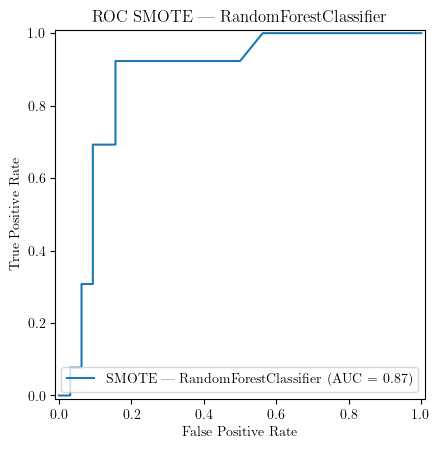 ROC SMOTE — RandomForestClassifier
1.0
0.8
0.6
0.4
0.2
0.0
True Positive Rate
SMOTE — RandomForestClassifier (AUC = 0.87)
0.0 0.2 0.4 0.6 0.8 1.0
False Positive Rate